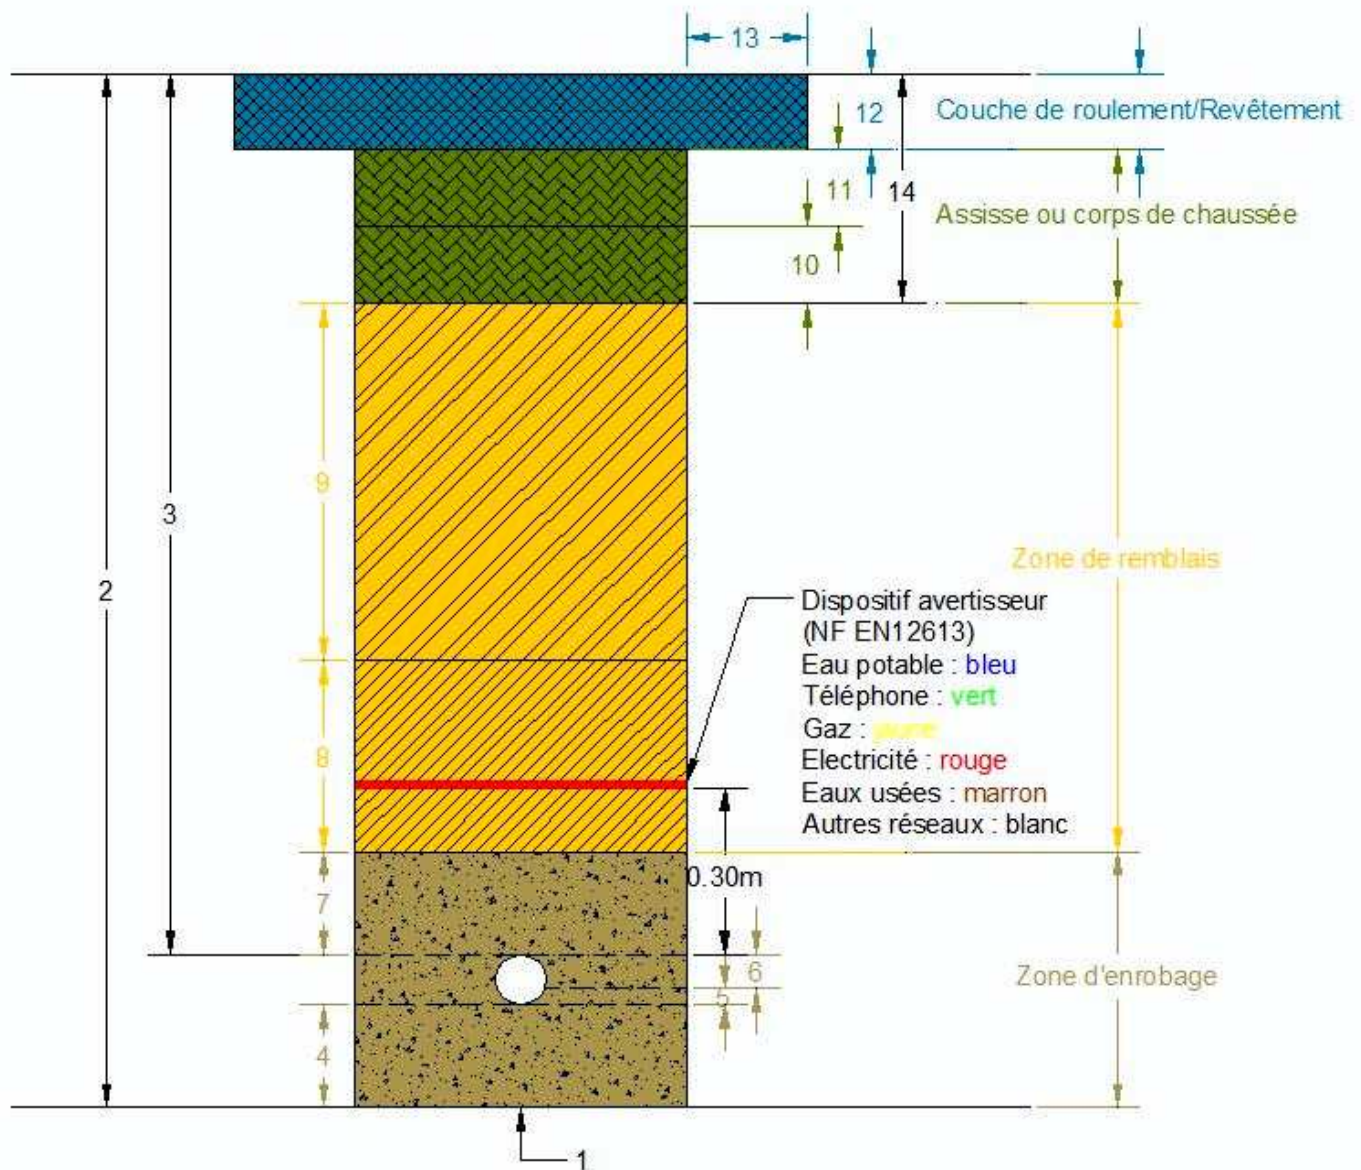 13
12
Couche de roulement/Revêtement
11
14
Assisse ou corps de chaussée
10
9
3
Zone de remblais
2
Dispositif avertisseur
(NF EN12613)
Eau potable : bleu
Téléphone : vert
Gaz : jaune
Electricité : rouge
Eaux usées : marron
Autres réseaux : blanc
8
0.30m
7
6
Zone d'enrobage
5
4
1